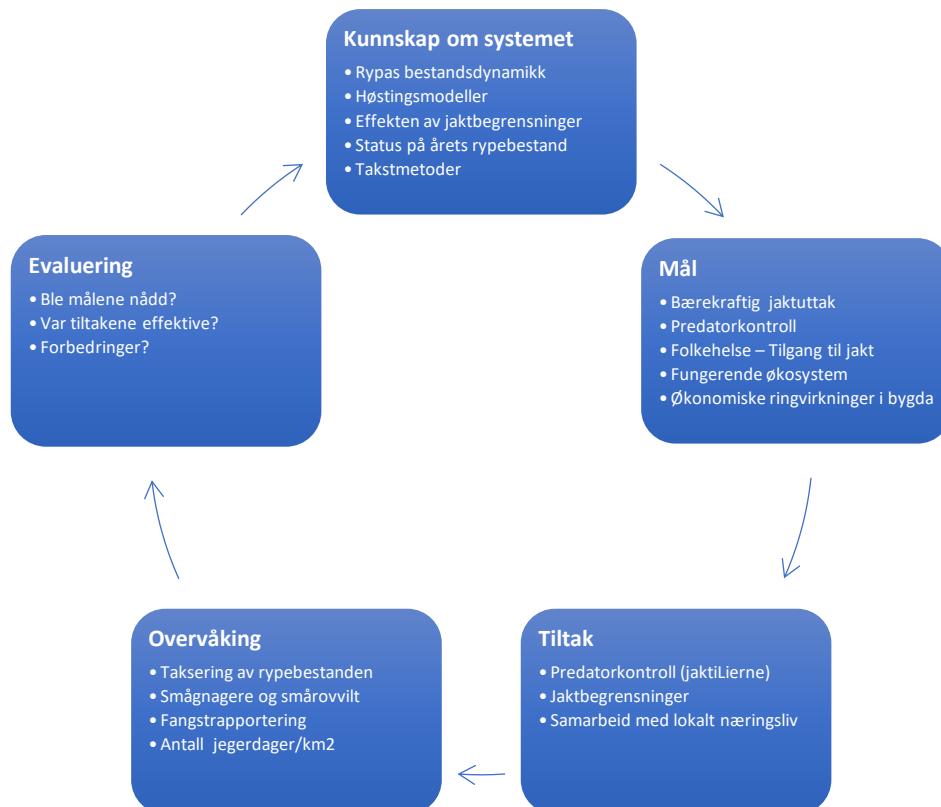 Kunnskap om systemet
• Rypas bestandsdynamikk
• Høstingsmodeller
• Effekten av jaktbegrensninger
• Status på årets rypebestand
• Takstmetoder
Mål
• Bærekraftig jaktuttak
• Predatorkontroll
• Folkehelse – Tilgang til jakt
• Fungerende økosystem
• Økonomiske ringvirkninger i bygda
Tiltak
• Predatorkontroll (jaktiLierne)
• Jaktbegrensninger
• Samarbeid med lokalt næringsliv
Overvåking
• Taksering av rypebestanden
• Smågnagere og smårovvilt
• Fangstrapportering
• Antall jegerdager/km2
Evaluering
• Ble målene nådd?
• Var tiltakene effektive?
• Forbedringer?